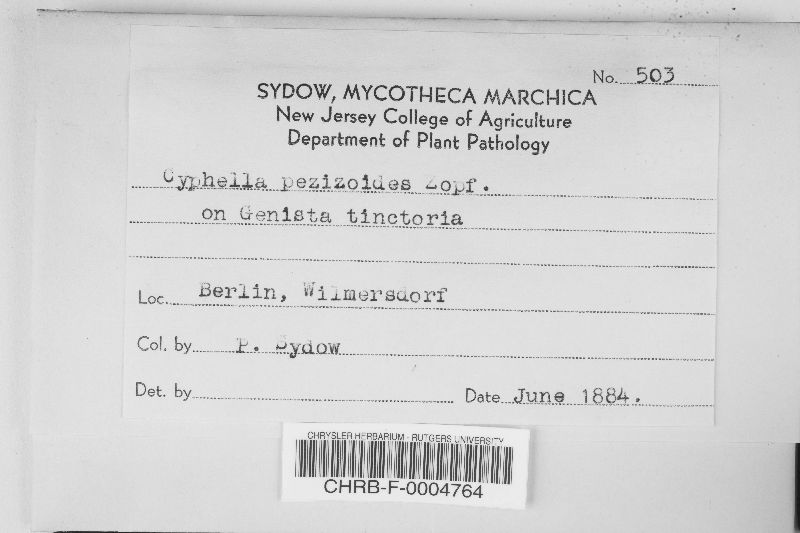 No. 503
SYDOW, MYCOTHECA MARCHICA
New Jersey College of Agriculture
Department of Plant Pathology
Cyphella pezizoides Zopf.
on Genista tinctoria
Loc. Berlin, Wilmersdorf
Col. by P. Sydow
Det. by Date June 1884.
CHRYSLER HERBARIUM - RUTGERS UNIVERSITY
CHRB-F-0004764